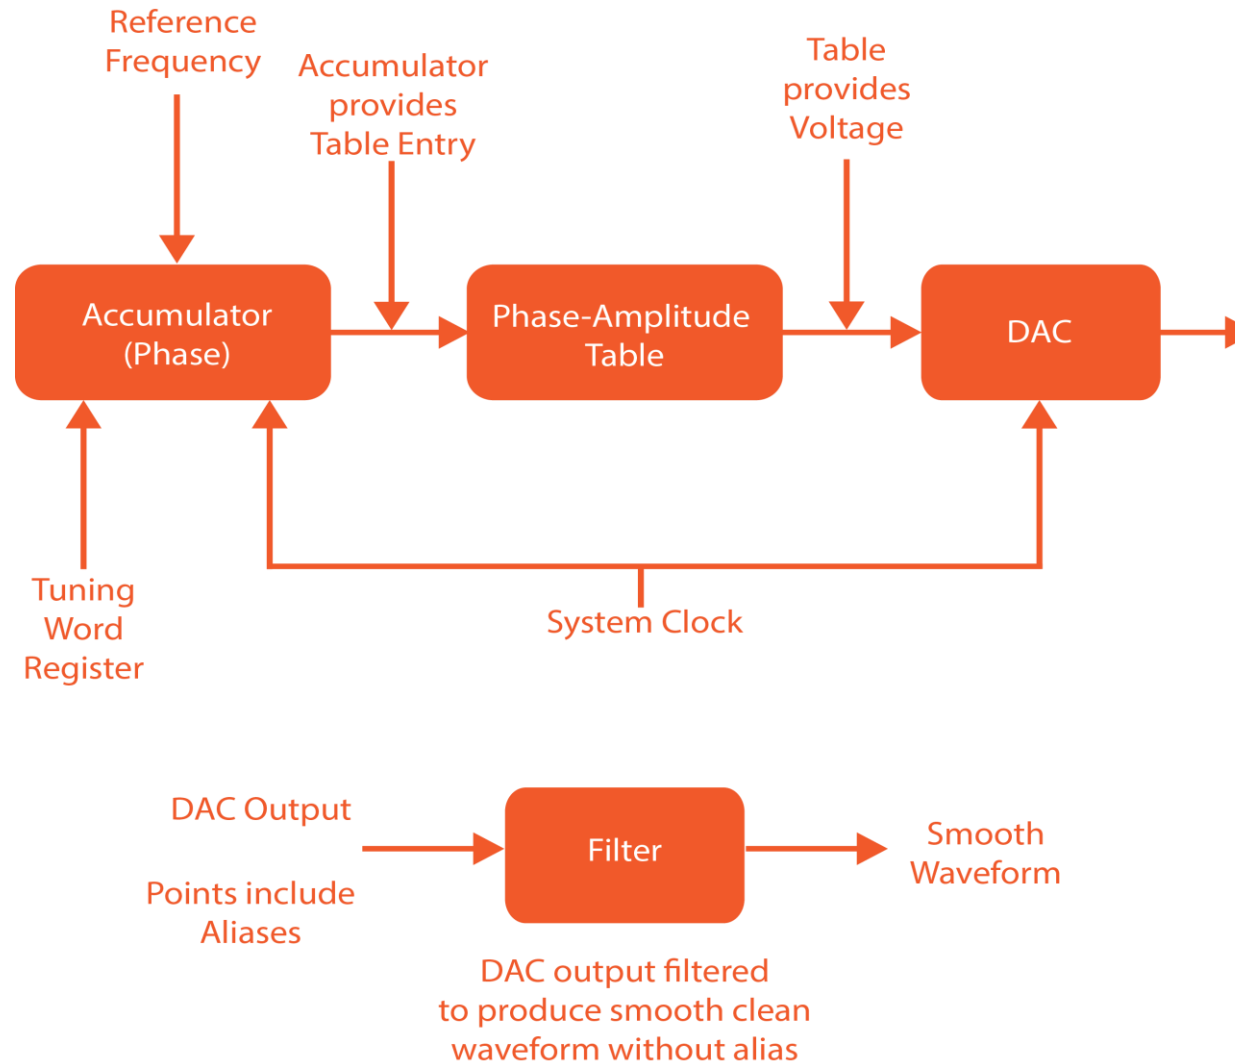 Reference
Frequency
Accumulator
provides
Table Entry
Table
provides
Voltage
Accumulator
(Phase)
Phase-Amplitude
Table
DAC
Tuning
Word
Register
System Clock
DAC Output
Points include
Aliases
Filter
Smooth
Waveform
DAC output filtered
to produce smooth clean
waveform without alias